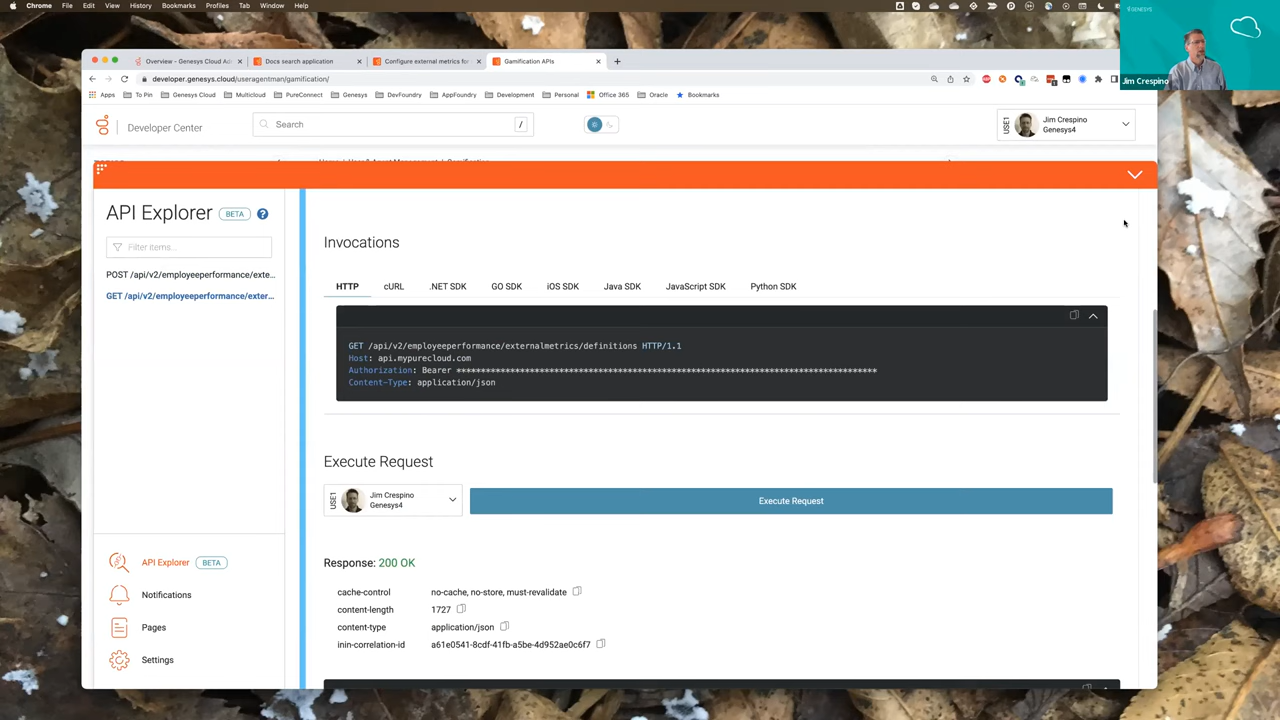 Chrome File Edit View History Bookmarks Profiles Tab Window Help
GENESYS
Jim Crespino
Overview - Genesys Cloud Ad
Docs search application
Configure external metrics for
Gamification APIs
developer.genesys.cloud/useragentman/gamification/
Apps To Pin Genesys Cloud Multicloud PureConnect Genesys DevFoundry AppFoundry Development Personal Office 365 Oracle Bookmarks
Developer Center
Search /
USE1
Jim Crespino
Genesys4
API Explorer BETA ?
Filter items...
POST /api/v2/employeeperformance/exte...
GET /api/v2/employeeperformance/exter...
Invocations
HTTP cURL .NET SDK GO SDK iOS SDK Java SDK JavaScript SDK Python SDK
GET /api/v2/employeeperformance/externalmetrics/definitions HTTP/1.1
Host: api.mypurecloud.com
Authorization: Bearer **************************************************************************************
Content-Type: application/json
Execute Request
USE1
Jim Crespino
Genesys4
Execute Request
Response: 200 OK
cache-control no-cache, no-store, must-revalidate
content-length 1727
content-type application/json
inin-correlation-id a61e0541-8cdf-41fb-a5be-4d952ae0c6f7
API Explorer BETA
Notifications
Pages
Settings